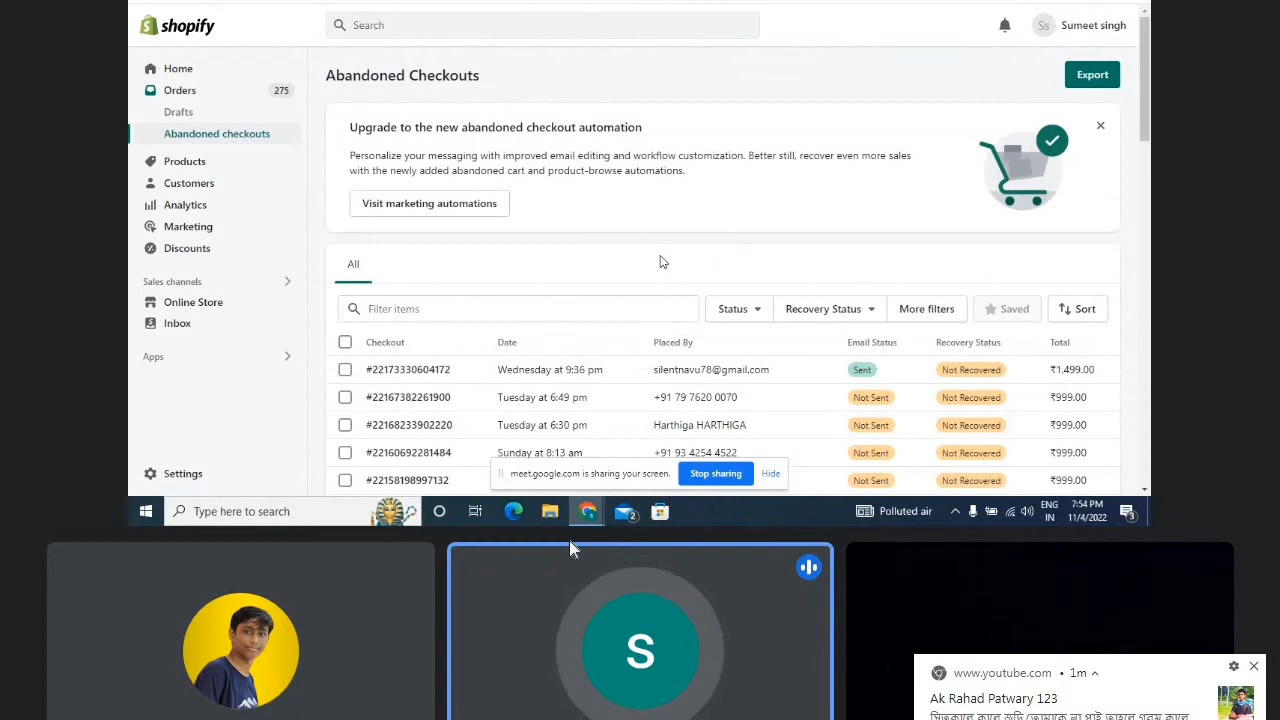 shopify
Search
Ss Sumeet singh
Home
Orders 275
Drafts
Abandoned checkouts
Products
Customers
Analytics
Marketing
Discounts
Sales channels
Online Store
Inbox
Apps
Settings
Abandoned Checkouts
Export
Upgrade to the new abandoned checkout automation
Personalize your messaging with improved email editing and workflow customization. Better still, recover even more sales
with the newly added abandoned cart and product-browse automations.
Visit marketing automations
All
Filter items Status Recovery Status More filters Saved Sort
Checkout Date Placed By Email Status Recovery Status Total
#22173330604172 Wednesday at 9:36 pm silentnavu78@gmail.com Sent Not Recovered ₹1,499.00
#22167382261900 Tuesday at 6:49 pm +91 79 7620 0070 Not Sent Not Recovered ₹999.00
#22168233902220 Tuesday at 6:30 pm Harthiga HARTHIGA Not Sent Not Recovered ₹999.00
#22160692281484 Sunday at 8:13 am +91 93 4254 4522 Not Sent Not Recovered ₹999.00
#22158198997132 Not Sent Not Recovered ₹999.00
meet.google.com is sharing your screen. Stop sharing Hide
Type here to search
2
Polluted air
ENG
IN
7:54 PM
11/4/2022
3
S
www.youtube.com • 1m
Ak Rahad Patwary 123